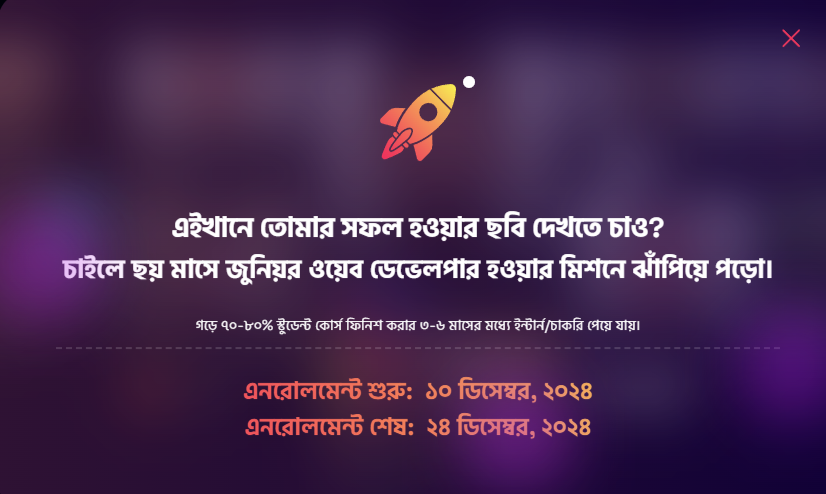 এইখানে তোমার সফল হওয়ার ছবি দেখতে চাও?
চাইলে ছয় মাসে জুনিয়র ওয়েব ডেভেলপার হওয়ার মিশনে ঝাঁপিয়ে পড়ো।
গড়ে ৭০-৮০% স্টুডেন্ট কোর্স ফিনিশ করার ৩-৬ মাসের মধ্যে ইন্টার্ন/চাকরি পেয়ে যায়।
এনরোলমেন্ট শুরু: ১০ ডিসেম্বর, ২০২৪
এনরোলমেন্ট শেষ: ২৪ ডিসেম্বর, ২০২৪